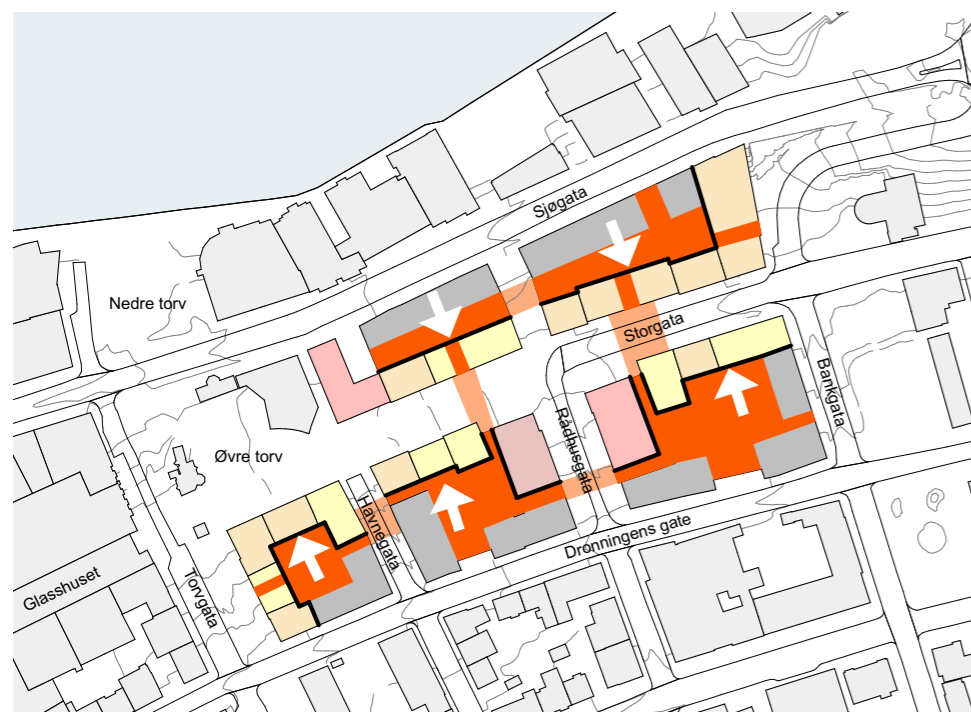 Sjøgata
Nedre torv
Storgata
Bankgata
Rådhusgata
Øvre torv
Havnegata
Dronningens gate
Torvgata
Glasshuset